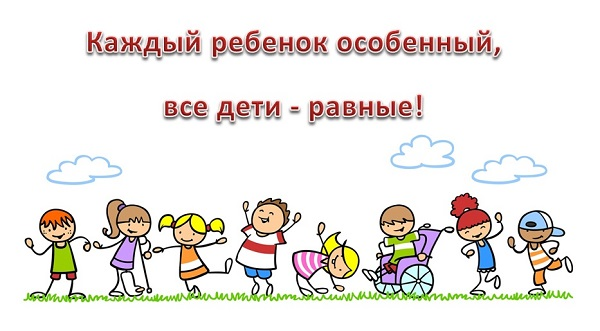 Каждый ребенок особенный,
все дети - равные!